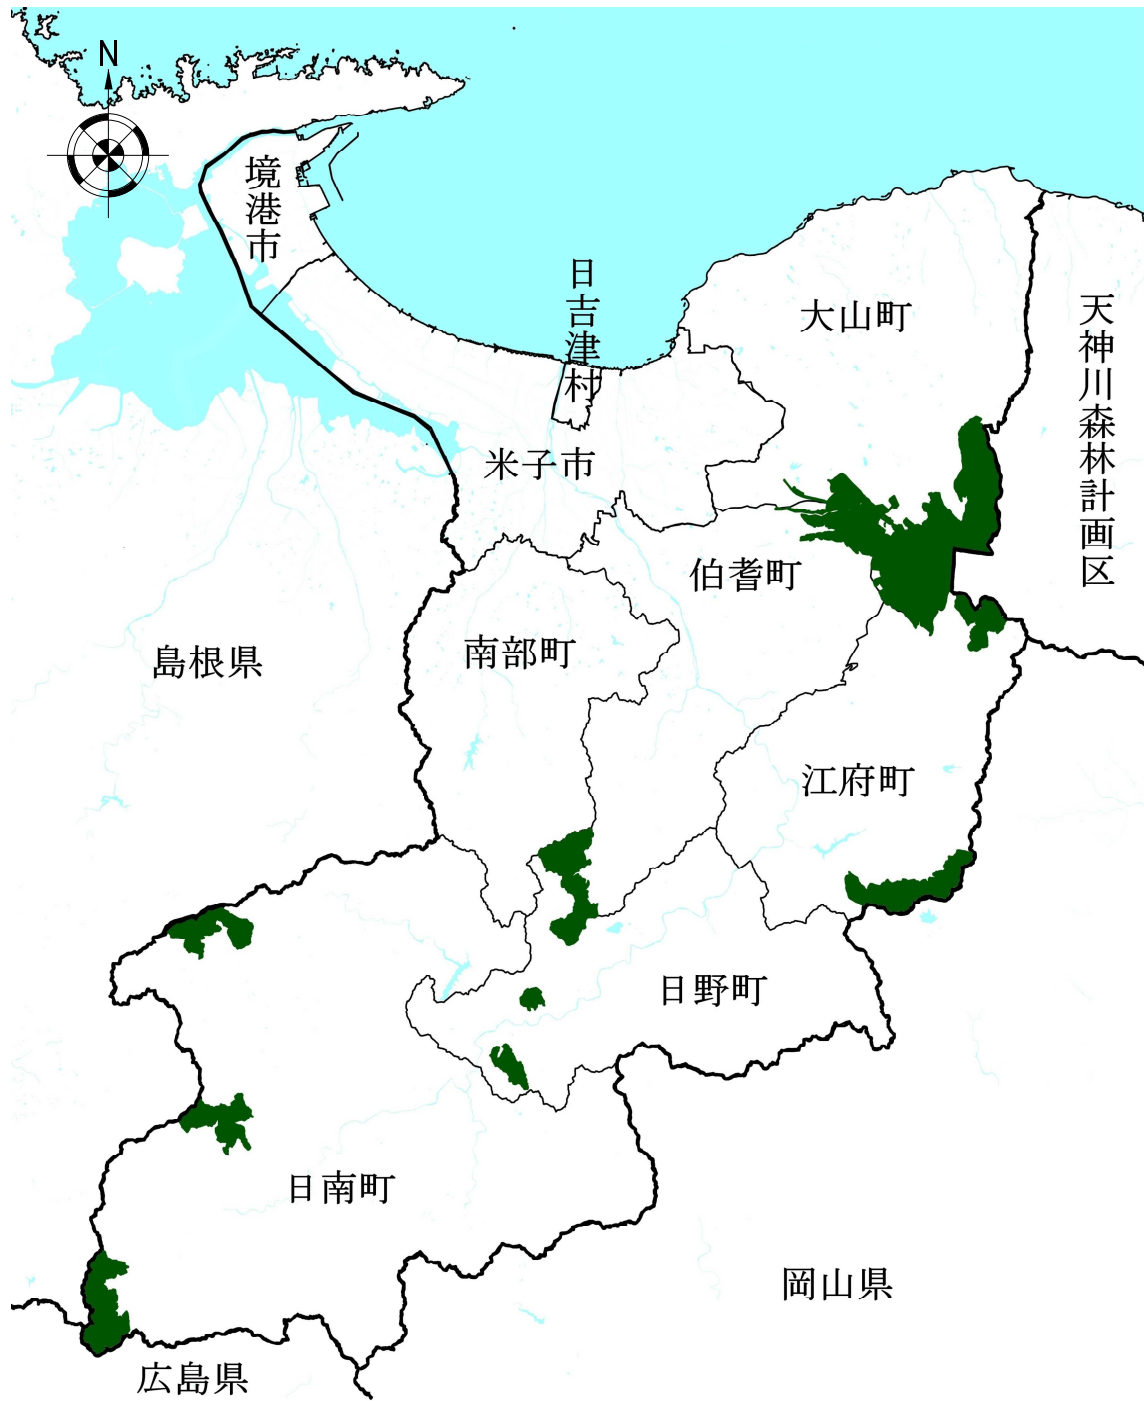 N
境港市
日吉津村
大山町
天神川森林計画区
米子市
伯耆町
南部町
島根県
江府町
日野町
日南町
岡山県
広島県